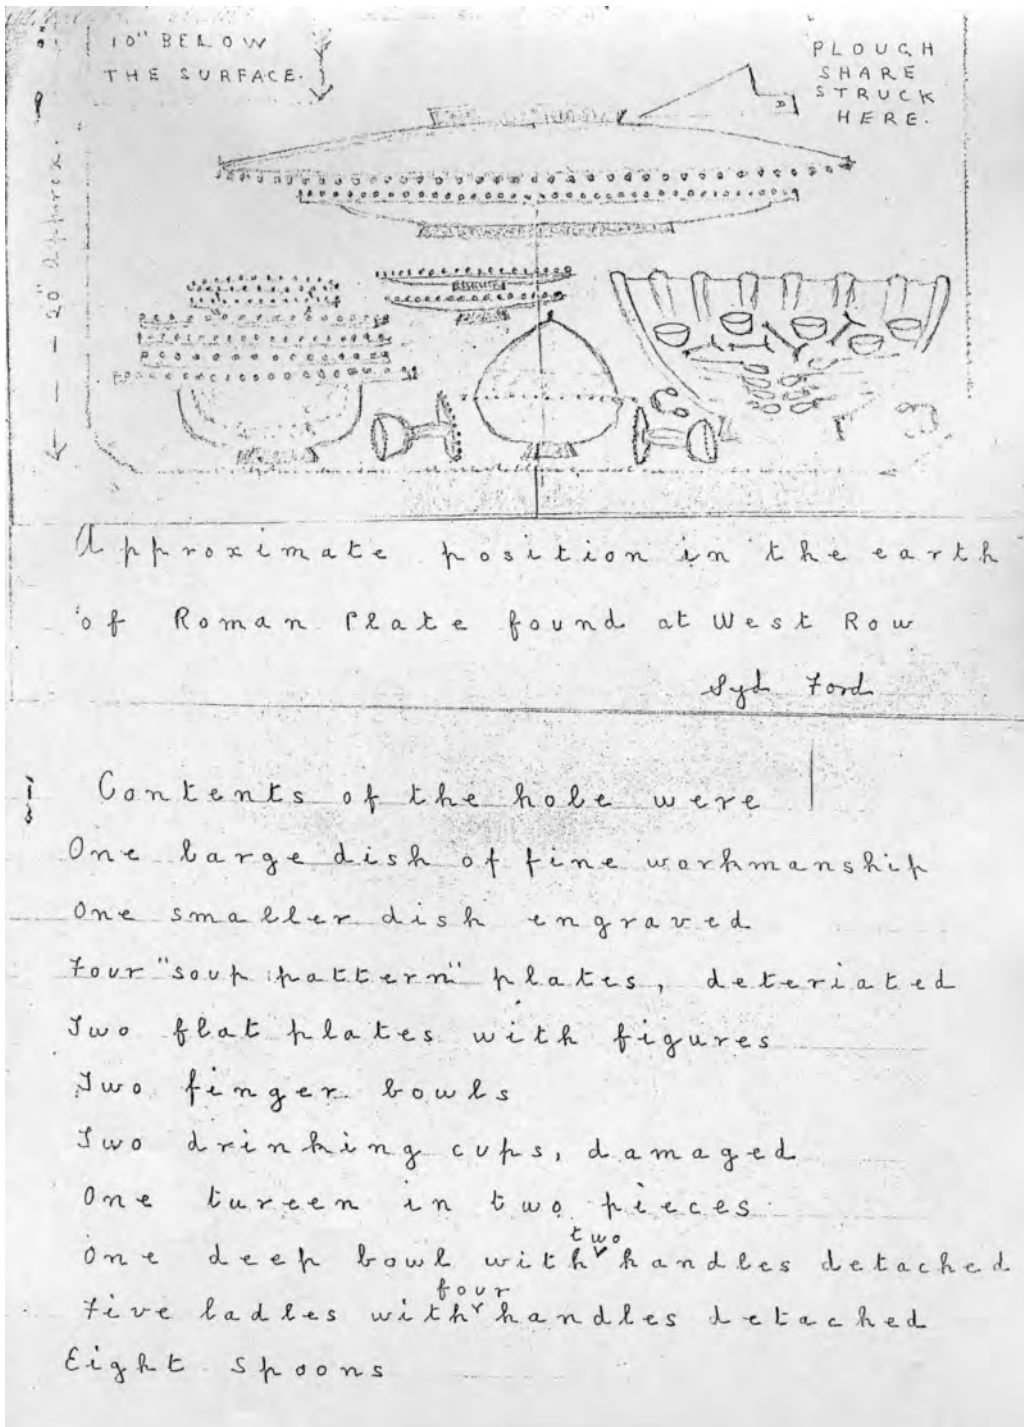 10" BELOW
THE SURFACE.
PLOUGH
SHARE
STRUCK
HERE.
20" approx.
Approximate position in the earth
of Roman Plate found at West Row
Syd Ford
Contents of the hole were
One large dish of fine workmanship
One smaller dish engraved
Four "soup pattern" plates, deteriated
Two flat plates with figures
Two finger bowls
Two drinking cups, damaged
One tureen in two pieces
One deep bowl with two handles detached
Five ladles with four handles detached
Eight spoons